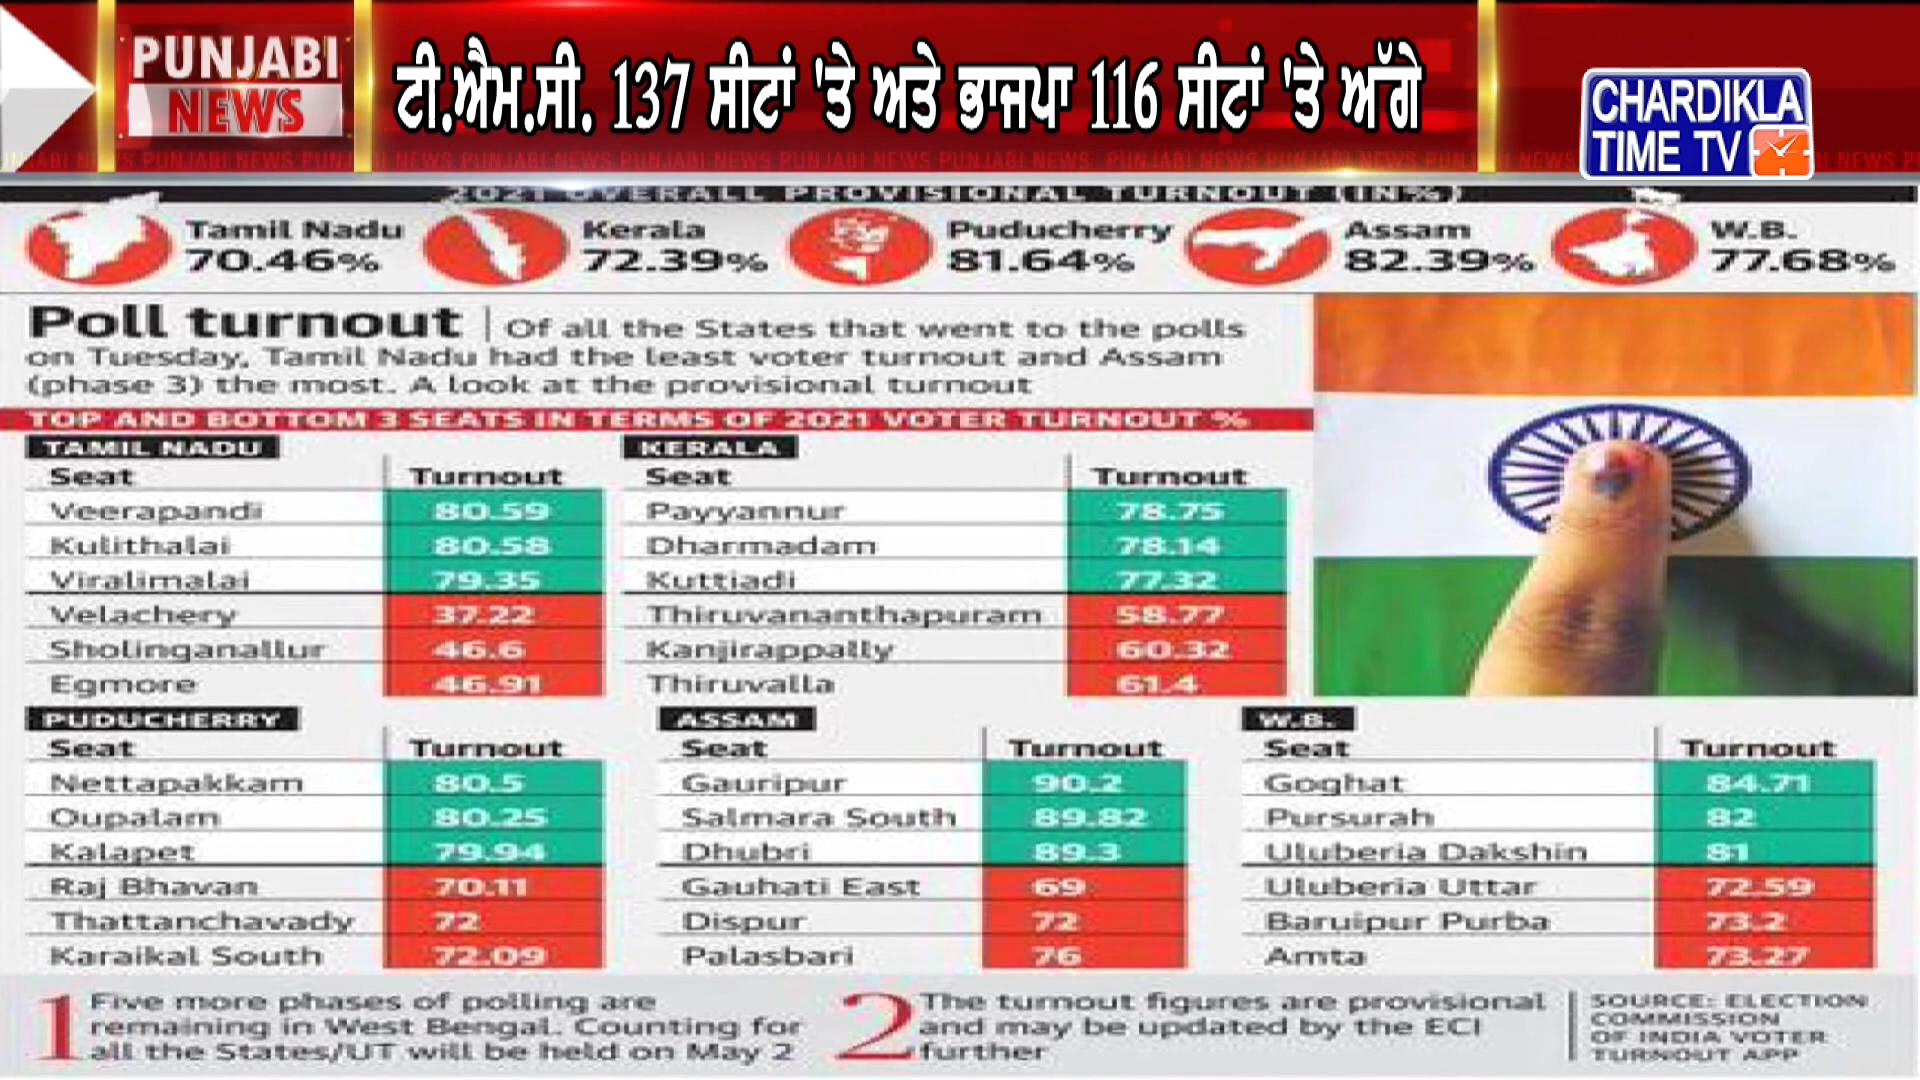 PUNJABI
NEWS
ਟੀ.ਐਮ.ਸੀ. 137 ਸੀਟਾਂ 'ਤੇ ਅਤੇ ਭਾਜਪਾ 116 ਸੀਟਾਂ 'ਤੇ ਅੱਗੇ
CHARDIKLA
TIME TV
2021 OVERALL PROVISIONAL TURNOUT (IN%)
Tamil Nadu
70.46%
Kerala
72.39%
Puducherry
81.64%
Assam
82.39%
W.B.
77.68%
Poll turnout | Of all the States that went to the polls
on Tuesday, Tamil Nadu had the least voter turnout and Assam
(phase 3) the most. A look at the provisional turnout
TOP AND BOTTOM 3 SEATS IN TERMS OF 2021 VOTER TURNOUT %
TAMIL NADU
Seat Turnout
Veerapandi 80.59
Kulithalai 80.58
Viralimalai 79.35
Velachery 37.22
Sholinganallur 46.6
Egmore 46.91
KERALA
Seat Turnout
Payyannur 78.75
Dharmadam 78.14
Kuttiadi 77.32
Thiruvananthapuram 58.77
Kanjirappally 60.32
Thiruvalla 61.4
PUDUCHERRY
Seat Turnout
Nettapakkam 80.5
Oupalam 80.25
Kalapet 79.94
Raj Bhavan 70.11
Thattanchavady 72
Karaikal South 72.09
ASSAM
Seat Turnout
Gauripur 90.2
Salmara South 89.82
Dhubri 89.3
Gauhati East 69
Dispur 72
Palasbari 76
W.B.
Seat Turnout
Goghat 84.71
Pursurah 82
Uluberia Dakshin 81
Uluberia Uttar 72.59
Baruipur Purba 73.2
Amta 73.27
1 Five more phases of polling are
remaining in West Bengal. Counting for
all the States/UT will be held on May 2
2 The turnout figures are provisional
and may be updated by the ECI
further
SOURCE: ELECTION
COMMISSION
OF INDIA VOTER
TURNOUT APP